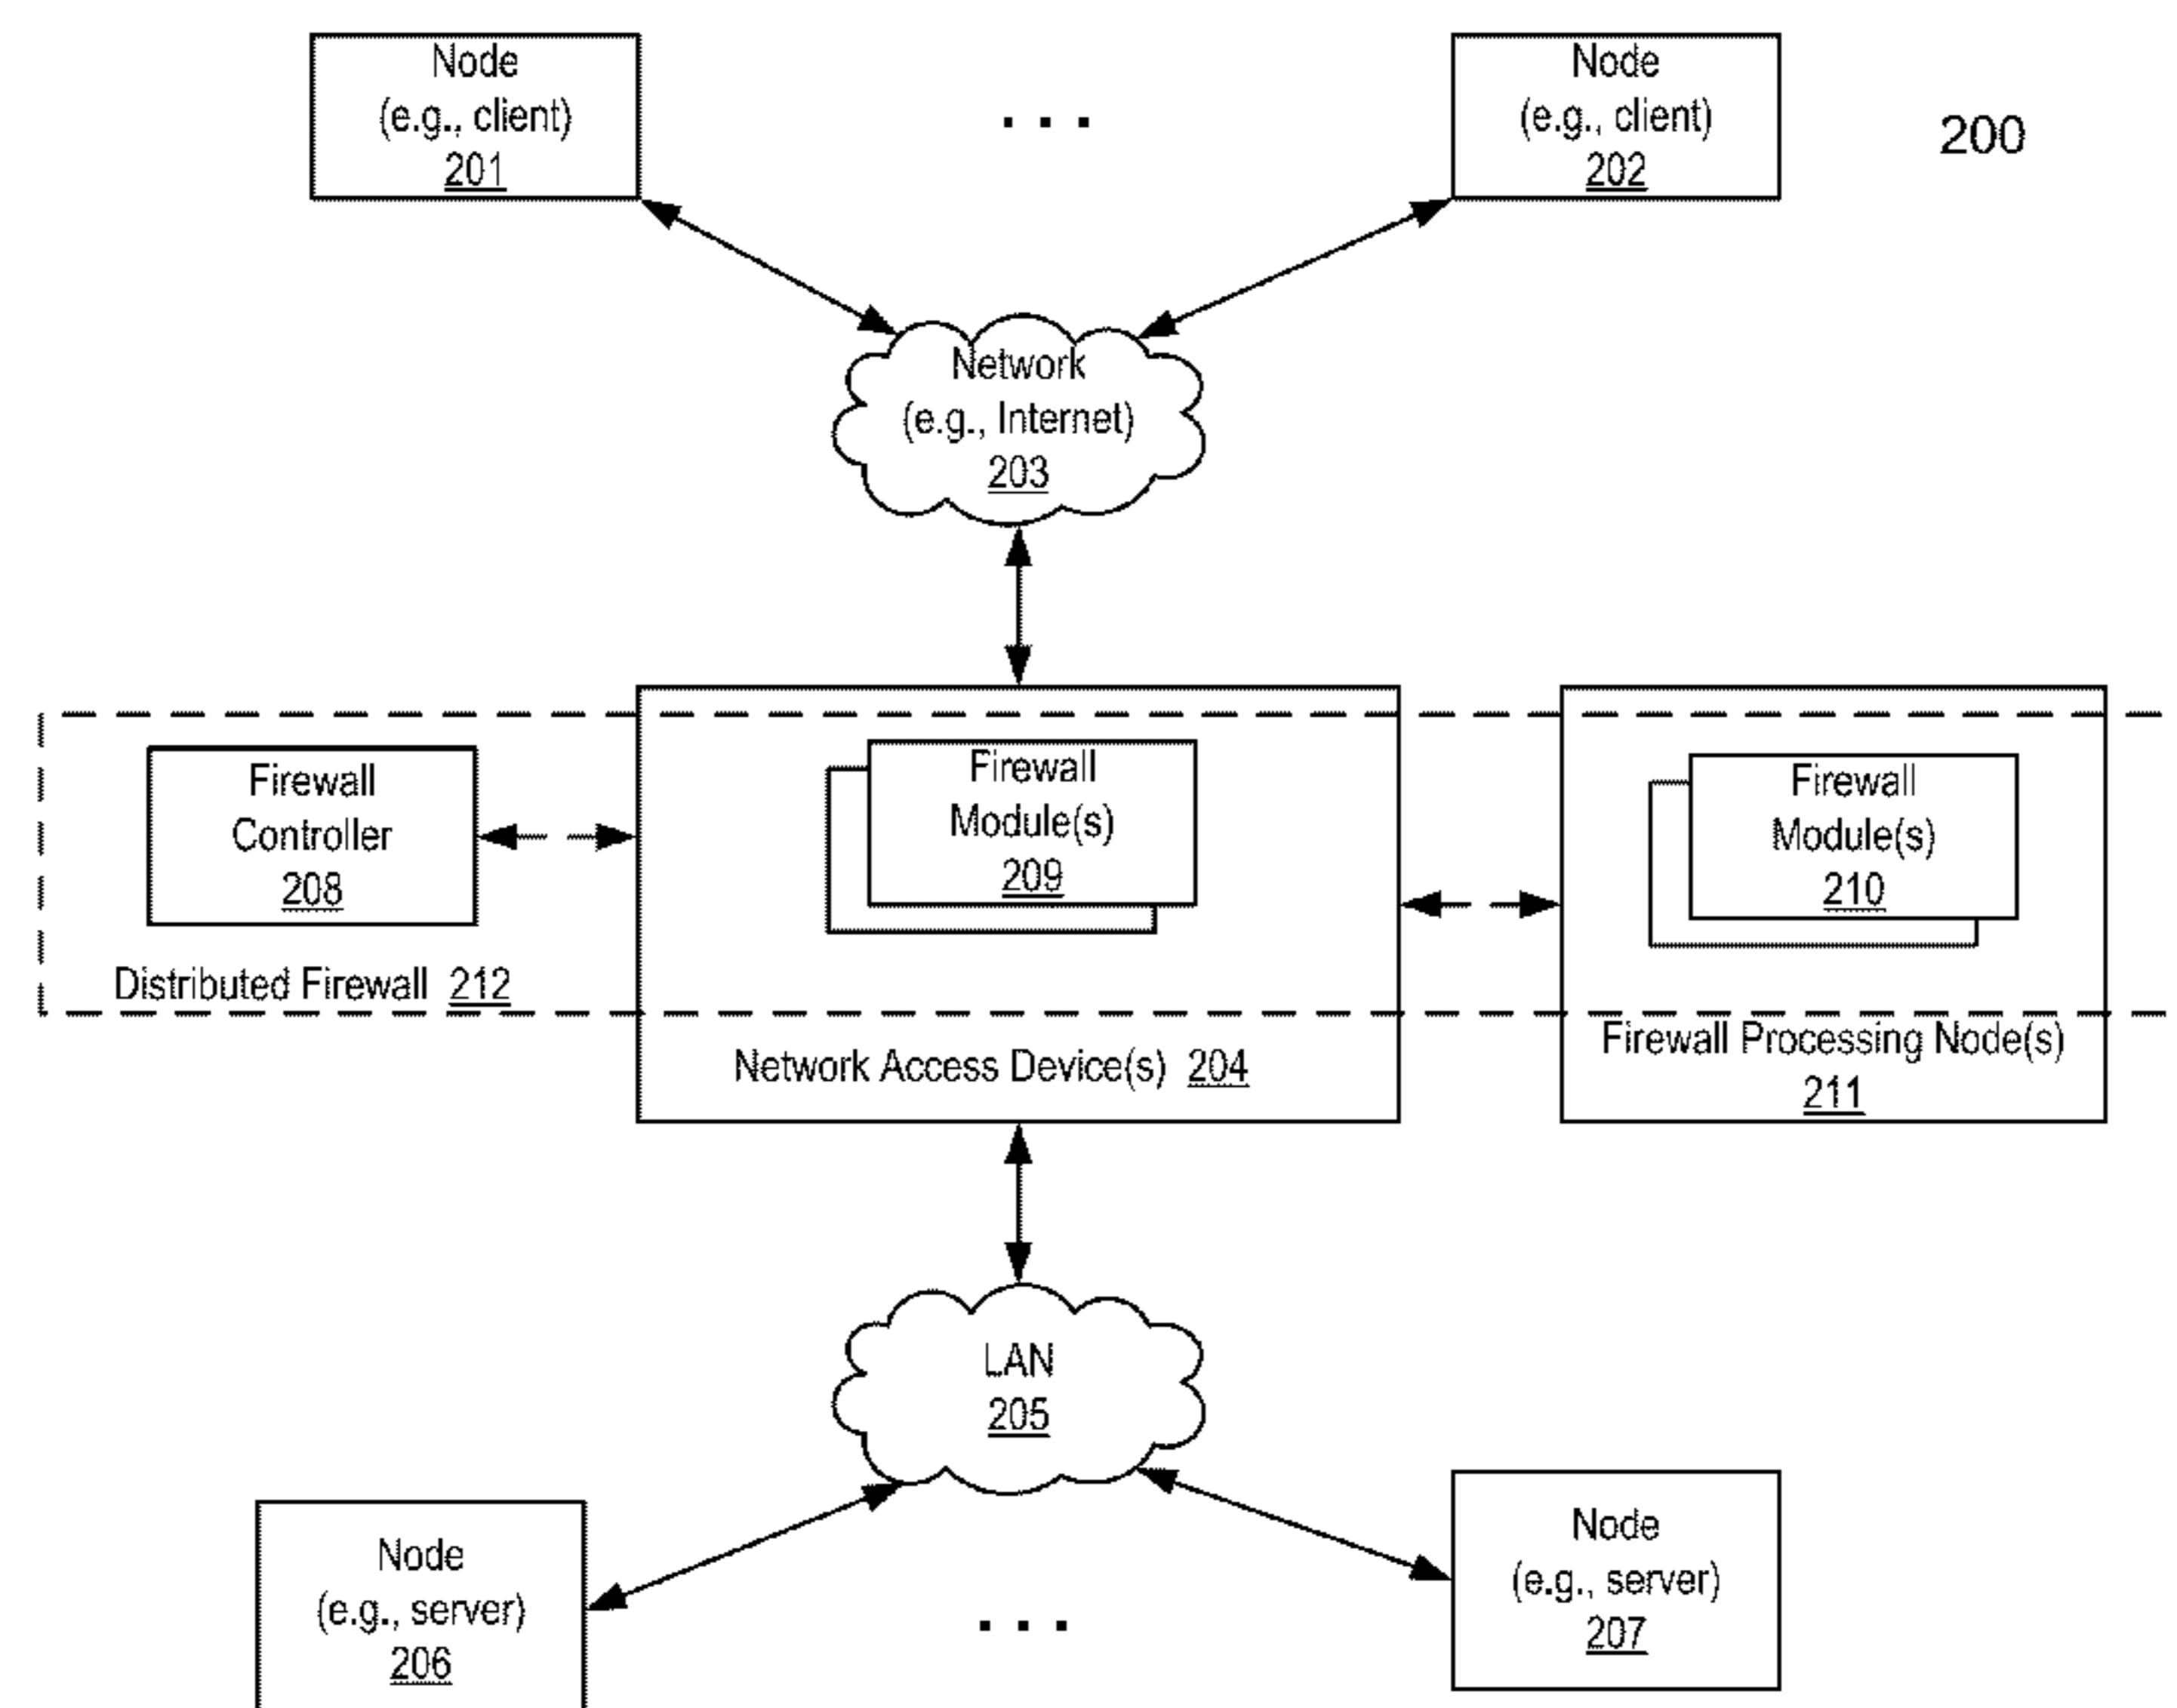 Node
(e.g., client)
201
. . .
Node
(e.g., client)
202
200
Network
(e.g., Internet)
203
Firewall
Controller
208
Distributed Firewall 212
Firewall
Module(s)
209
Network Access Device(s) 204
Firewall
Module(s)
210
Firewall Processing Node(s)
211
LAN
205
Node
(e.g., server)
206
. . .
Node
(e.g., server)
207